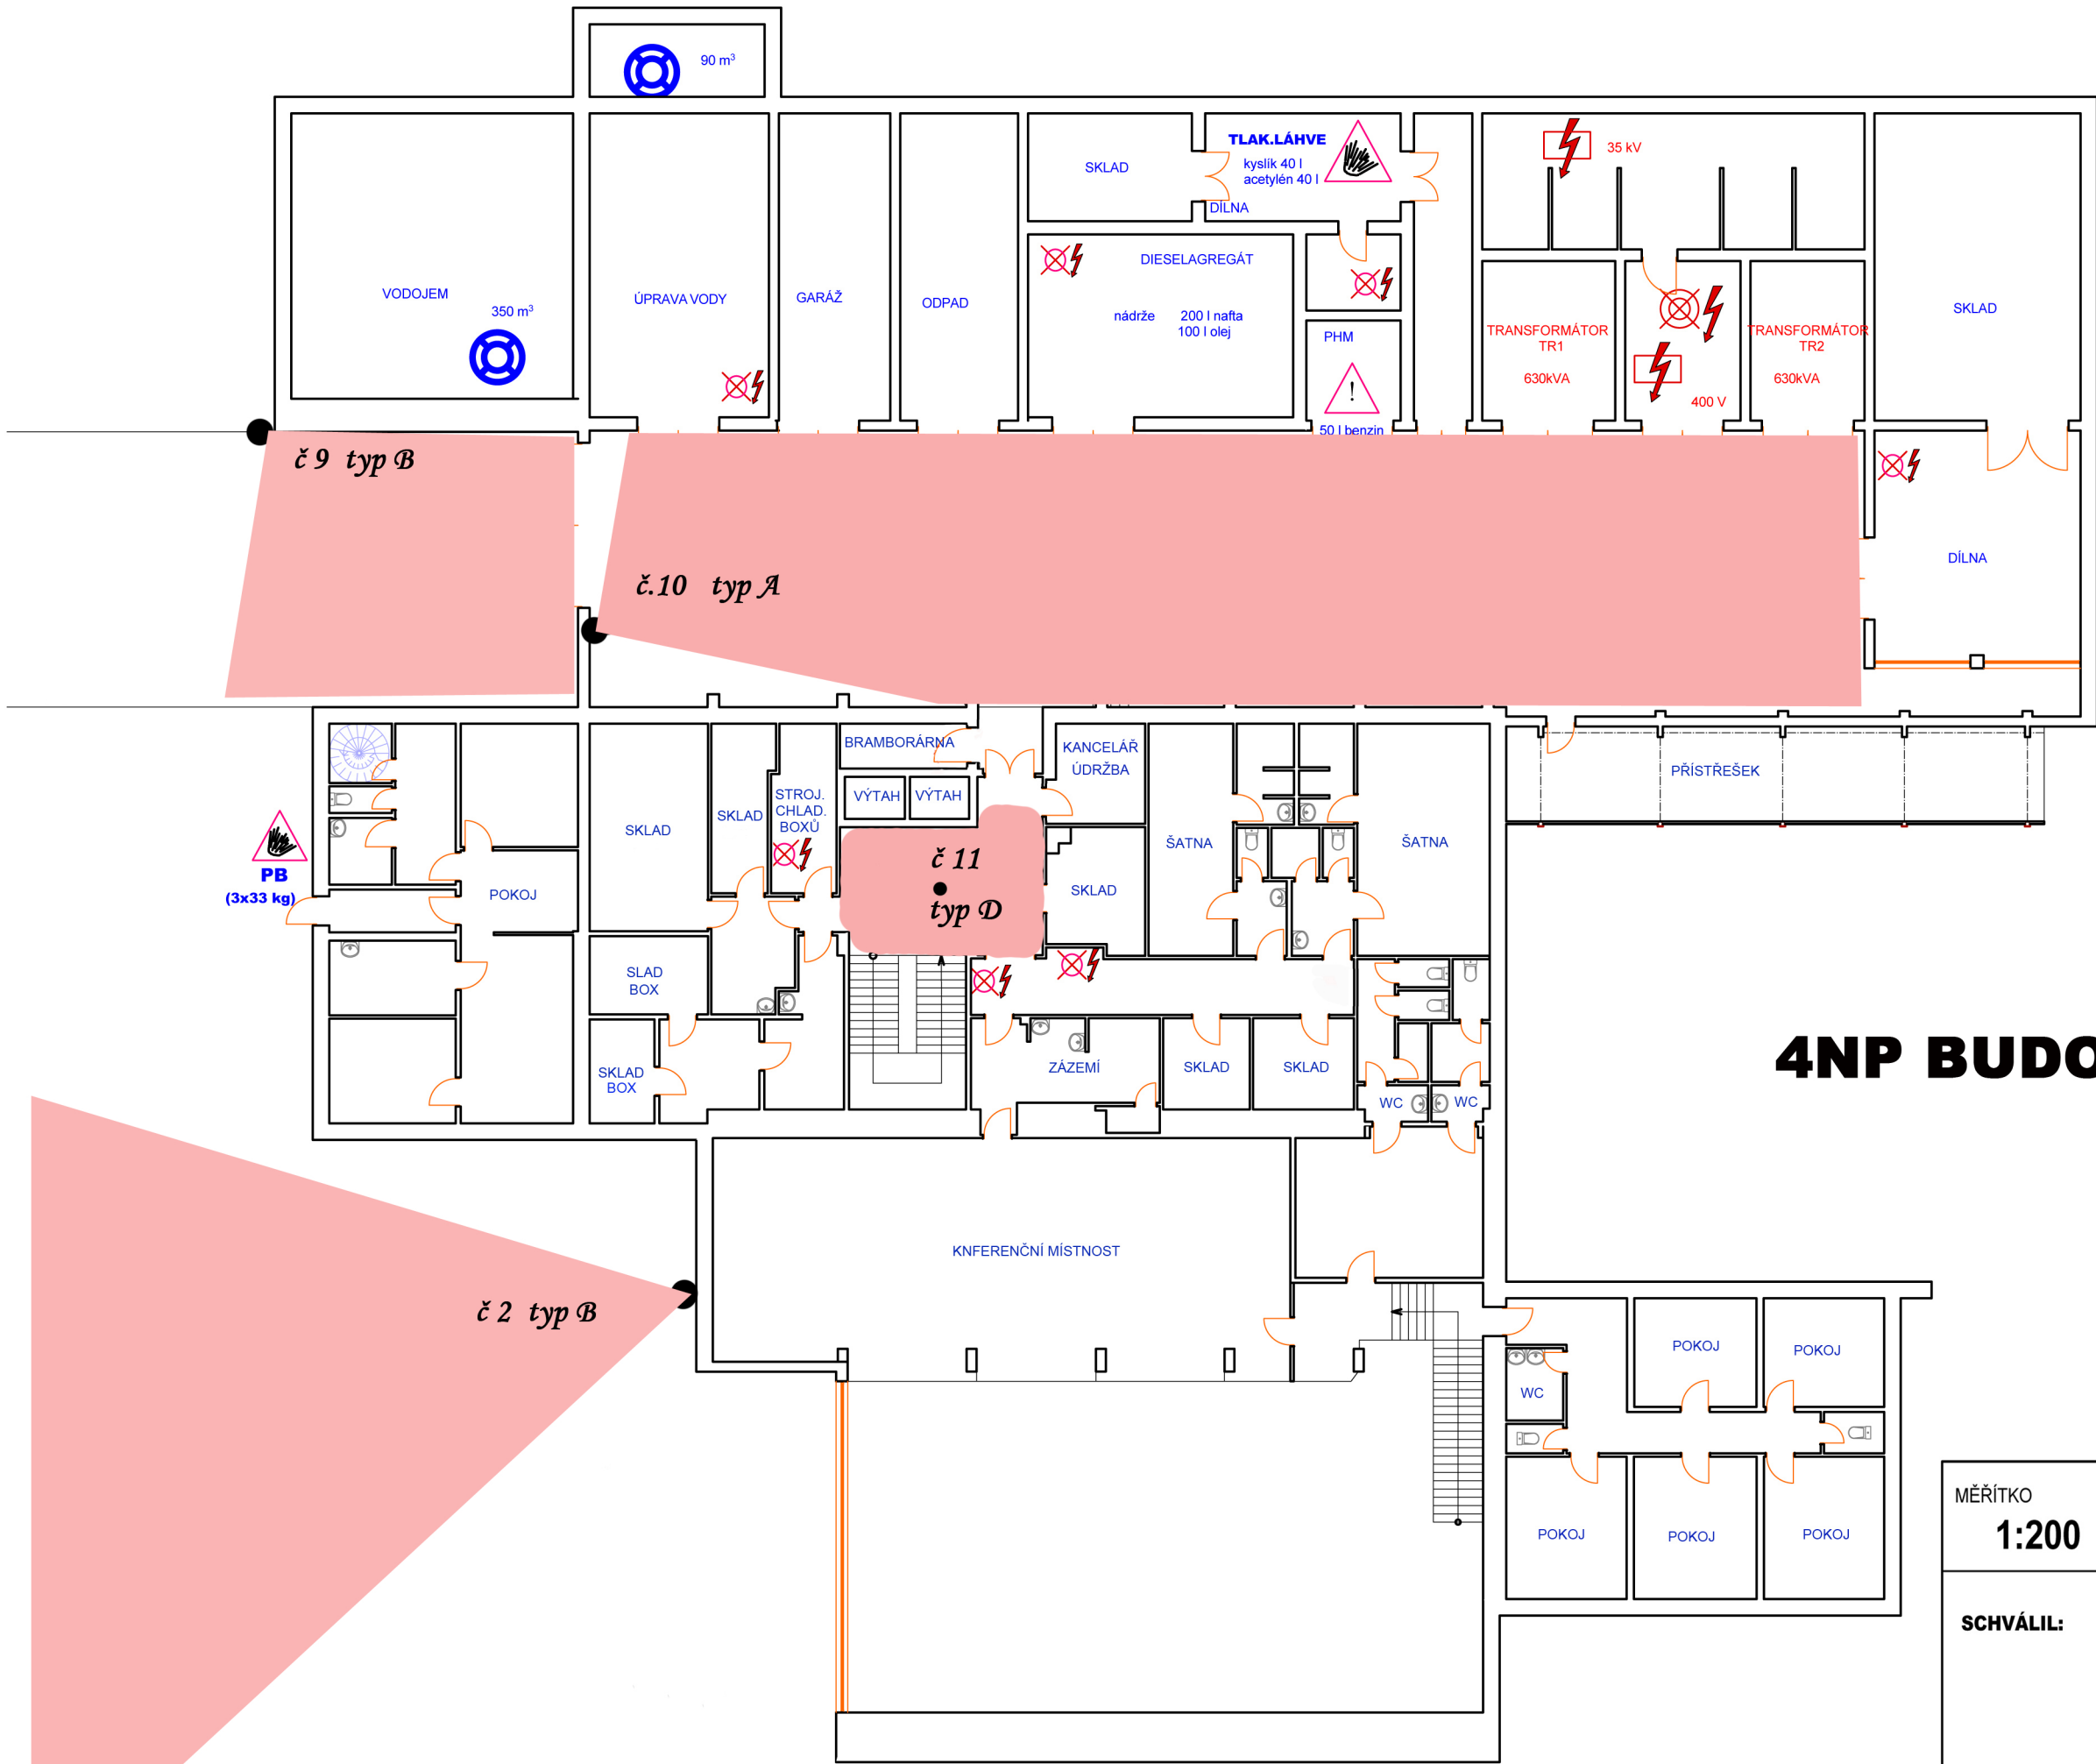 90 m³
TLAK.LÁHVE
kyslík 40 l
acetylén 40 l
DÍLNA
SKLAD
35 kV
VODOJEM
350 m³
ÚPRAVA VODY
GARÁŽ
ODPAD
DIESELAGREGÁT
nádrže 200 l nafta
100 l olej
PHM
!
50 l benzin
TRANSFORMÁTOR
TR1
630kVA
400 V
TRANSFORMÁTOR
TR2
630kVA
SKLAD
č 9 typ B
č.10 typ A
DÍLNA
BRAMBORÁRNA
VÝTAH
VÝTAH
KANCELÁŘ
ÚDRŽBA
PŘÍSTŘEŠEK
SKLAD
SKLAD
STROJ.
CHLAD.
BOXŮ
č 11
typ D
SKLAD
ŠATNA
ŠATNA
PB
(3x33 kg)
POKOJ
SLAD
BOX
SKLAD
BOX
ZÁZEMÍ
SKLAD
SKLAD
WC
WC
4NP BUDO
č 2 typ B
KNFERENČNÍ MÍSTNOST
POKOJ
POKOJ
WC
POKOJ
POKOJ
POKOJ
MĚŘÍTKO
1:200
SCHVÁLIL: